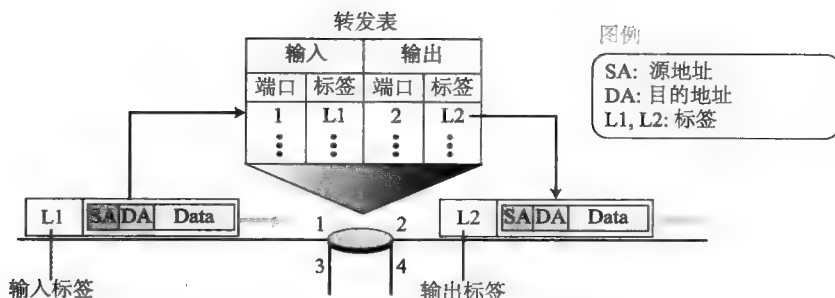 转发表
图例
输入 输出
端口 标签 端口 标签
1 L1 2 L2
SA: 源地址
DA: 目的地址
L1, L2: 标签
L1 SA DA Data
1 2
3 4
L2 SA DA Data
输入标签
输出标签